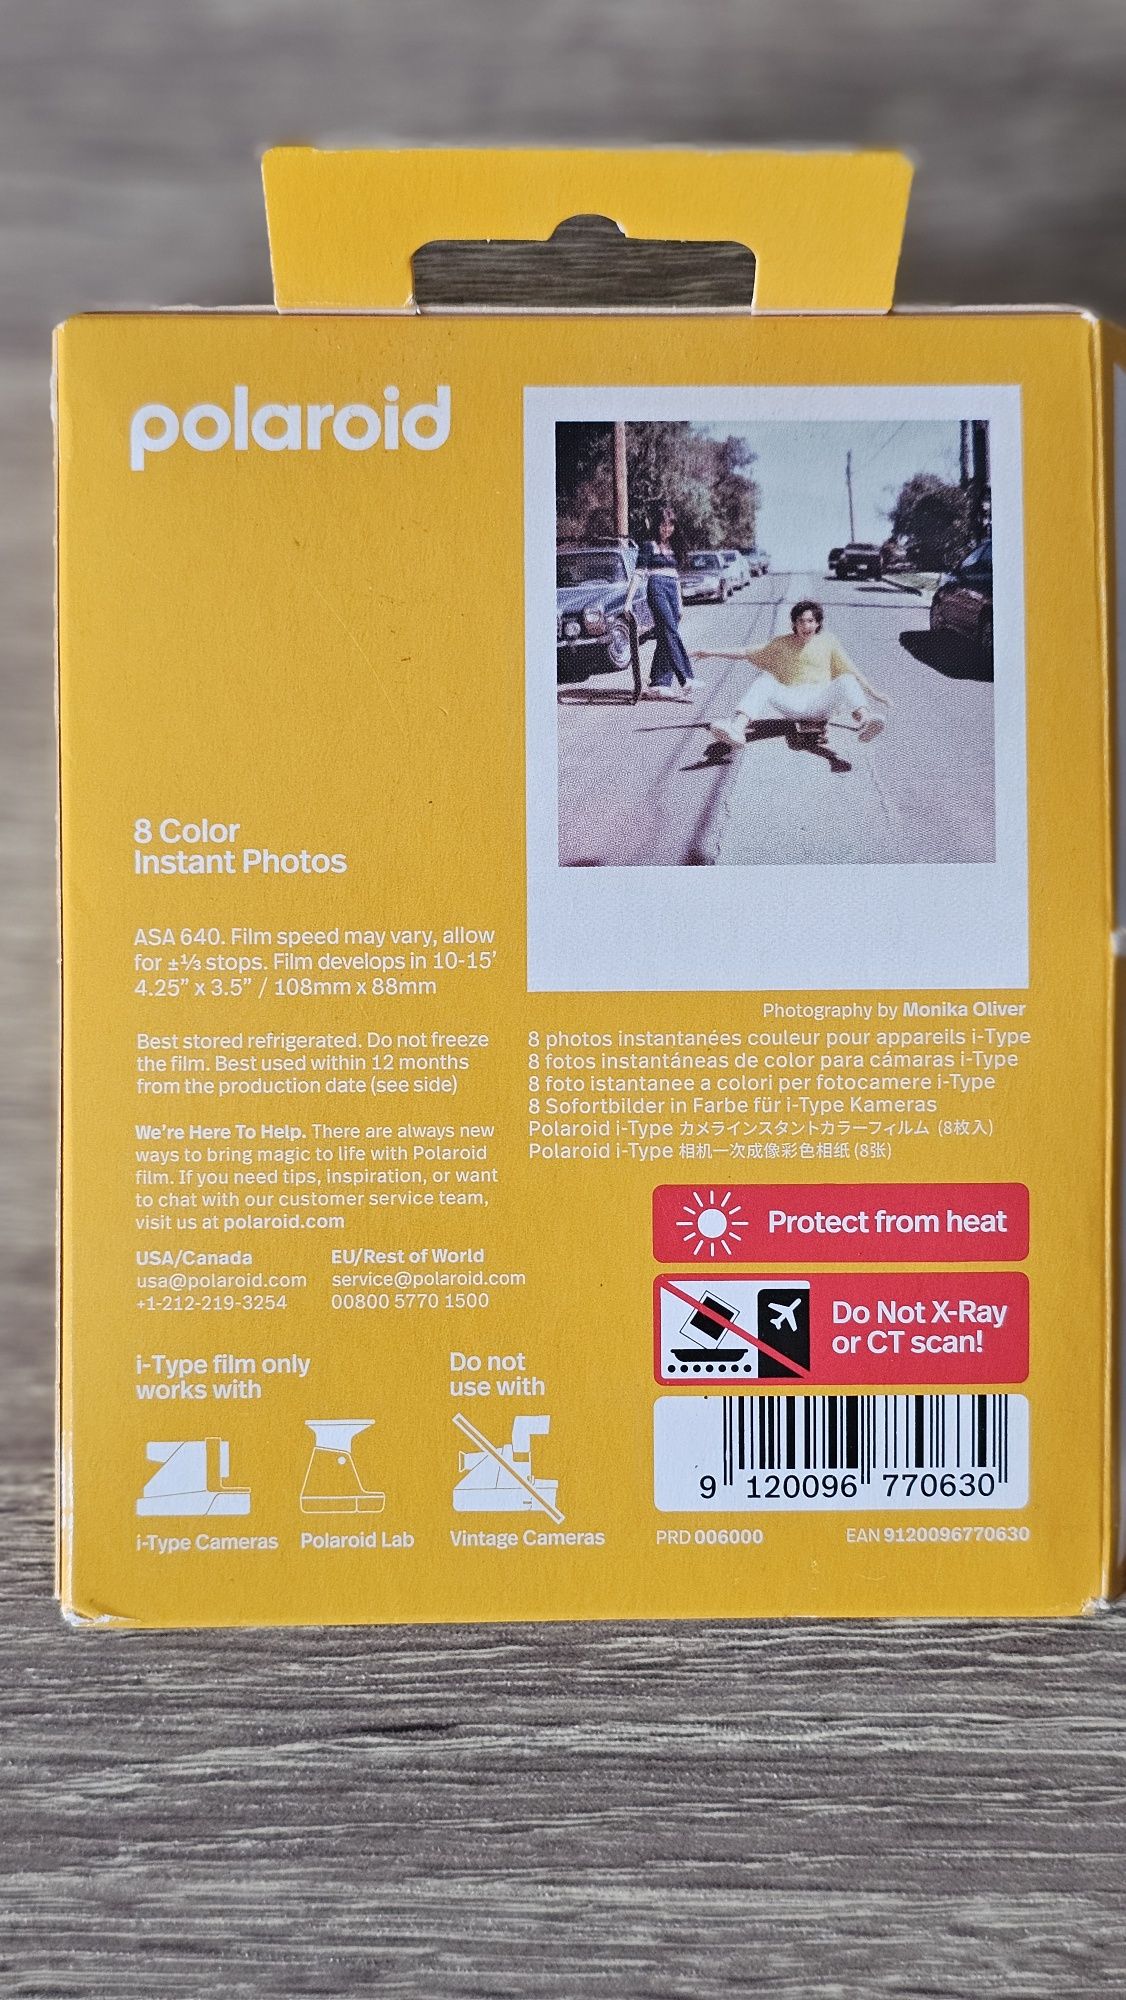 polaroid
8 Color
Instant Photos
ASA 640. Film speed may vary, allow
for ±⅓ stops. Film develops in 10-15’
4.25” x 3.5” / 108mm x 88mm
Best stored refrigerated. Do not freeze
the film. Best used within 12 months
from the production date (see side)
We’re Here To Help. There are always new
ways to bring magic to life with Polaroid
film. If you need tips, inspiration, or want
to chat with our customer service team,
visit us at polaroid.com
USA/Canada
usa@polaroid.com
+1-212-219-3254
EU/Rest of World
service@polaroid.com
00800 5770 1500
i-Type film only
works with
i-Type Cameras
Polaroid Lab
Do not
use with
Vintage Cameras
Photography by Monika Oliver
8 photos instantanées couleur pour appareils i-Type
8 fotos instantáneas de color para cámaras i-Type
8 foto istantanee a colori per fotocamere i-Type
8 Sofortbilder in Farbe für i-Type Kameras
Polaroid i-Type カメラインスタントカラーフィルム (8枚入)
Polaroid i-Type 相机一次成像彩色相纸 (8张)
Protect from heat
Do Not X-Ray
or CT scan!
9 120096 770630
PRD 006000
EAN 9120096770630